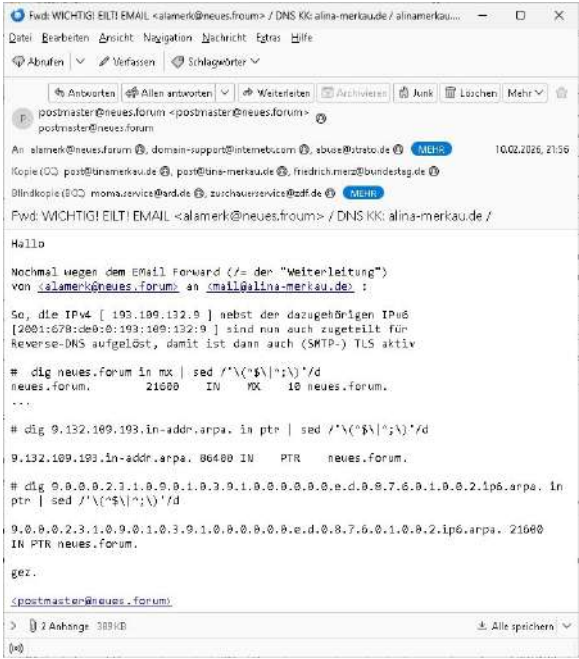 Fwd: WICHTIG! EILT! EMAIL <alamerk@neues.froum> / DNS KK: alina-merkau.de / alinamerkau....
Datei Bearbeiten Ansicht Navigation Nachricht Extras Hilfe
Abrufen Verfassen Schlagwörter
Antworten Allen antworten Weiterleiten Archivieren Junk Löschen Mehr
P postmaster@neues.forum <postmaster@neues.forum>
postmaster@neues.forum
An alamerk@neues.forum, domain-support@internetx.com, abuse@strato.de MEHR 10.02.2026, 21:56
Kopie (CC) post@tinamerkau.de, post@tina-merkau.de, friedrich.merz@bundestag.de
Blindkopie (BCC) moma.service@ard.de, zuschauerservice@zdf.de MEHR
Fwd: WICHTIG! EILT! EMAIL <alamerk@neues.froum> / DNS KK: alina-merkau.de /
Hallo
Nochmal wegen dem EMail Forward (/= der "Weiterleitung")
von <alamerk@neues.forum> an <mail@alina-merkau.de> :
So, die IPv4 [ 193.109.132.9 ] nebst der dazugehörigen IPv6
[2001:678:de0:0:193:109:132:9 ] sind nun auch zugeteilt für
Reverse-DNS aufgelöst, damit ist dann auch (SMTP-) TLS aktiv
# dig neues.forum in mx | sed /'\(^$\|^;\)'/d
neues.forum. 21600 IN MX 10 neues.forum.
...
# dig 9.132.109.193.in-addr.arpa. in ptr | sed /'\(^$\|^;\)'/d
9.132.109.193.in-addr.arpa. 86400 IN PTR neues.forum.
# dig 9.0.0.0.2.3.1.0.9.0.1.0.3.9.1.0.0.0.0.0.0.e.d.0.8.7.6.0.1.0.0.2.ip6.arpa. in
ptr | sed /'\(^$\|^;\)'/d
9.0.0.0.2.3.1.0.9.0.1.0.3.9.1.0.0.0.0.0.0.e.d.0.8.7.6.0.1.0.0.2.ip6.arpa. 21600
IN PTR neues.forum.
gez.
<postmaster@neues.forum>
2 Anhänge 389 KB Alle speichern